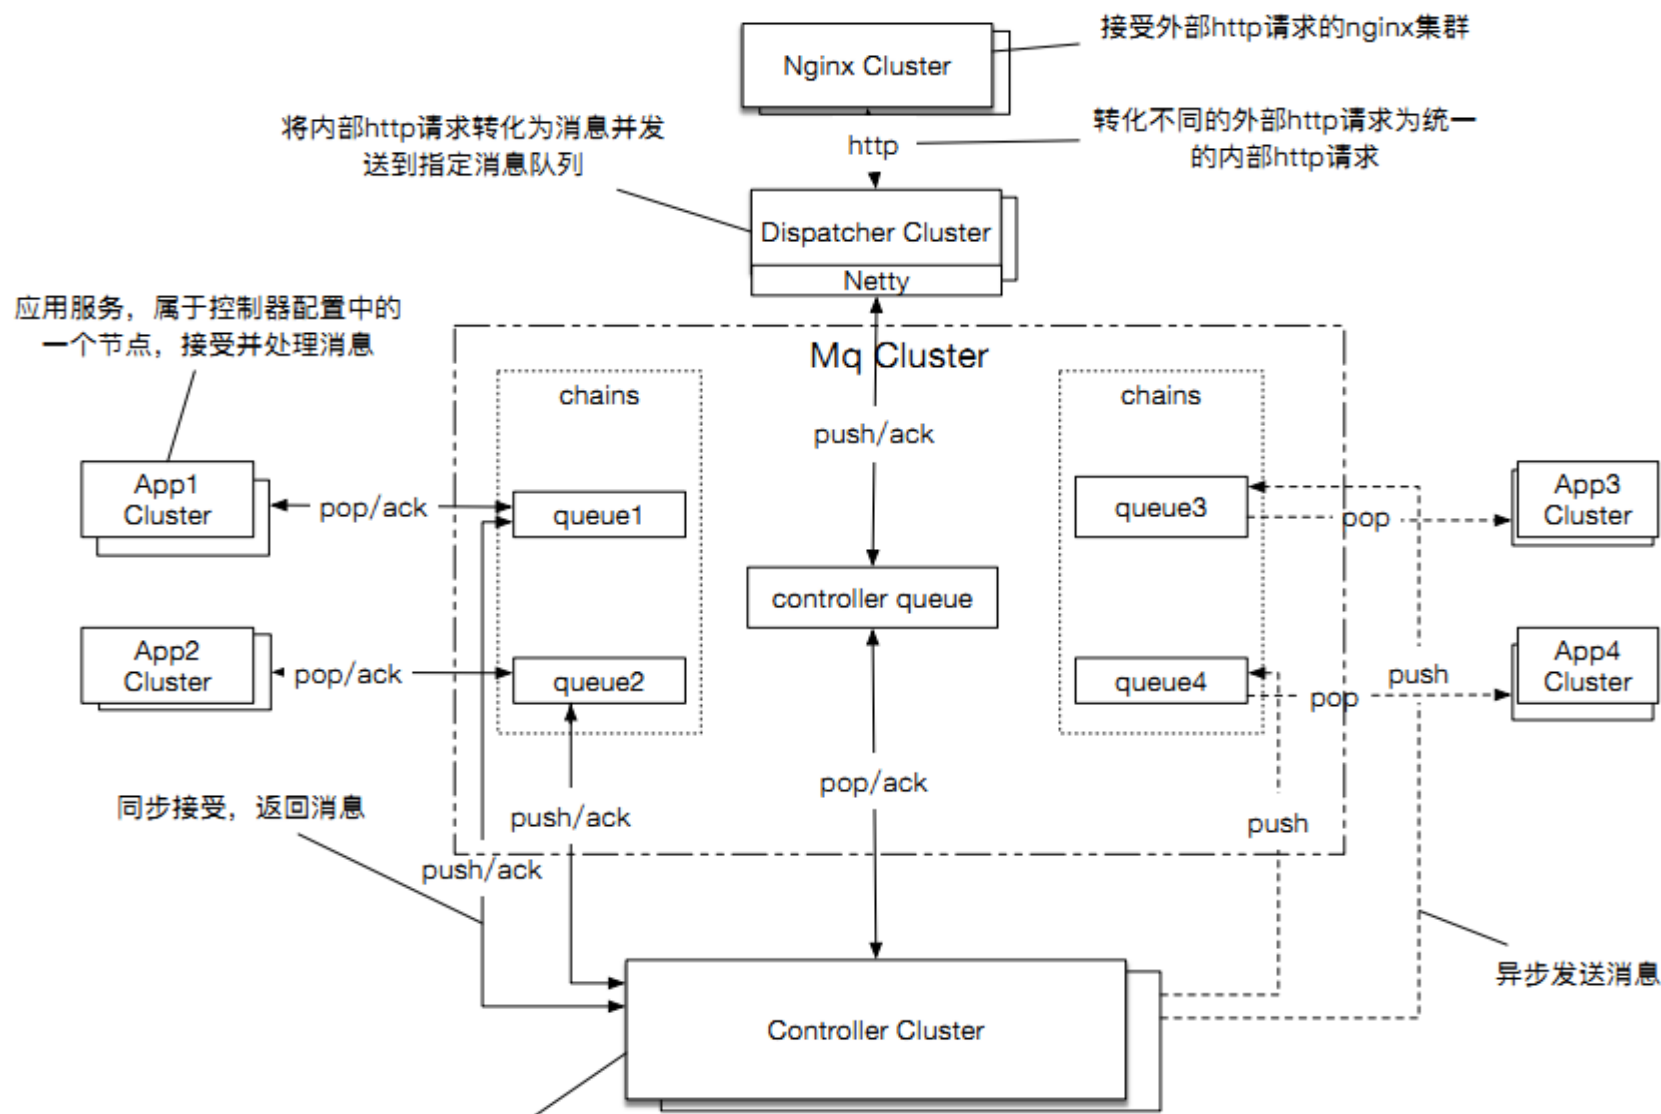 接受外部http请求的nginx集群
Nginx Cluster
将内部http请求转化为消息并发
送到指定消息队列
http
转化不同的外部http请求为统一
的内部http请求
Dispatcher Cluster
Netty
应用服务，属于控制器配置中的
一个节点，接受并处理消息
Mq Cluster
chains
chains
push/ack
App1
Cluster
pop/ack
queue1
queue3
pop
App3
Cluster
controller queue
App2
Cluster
pop/ack
queue2
queue4
pop
push
App4
Cluster
同步接受，返回消息
push/ack
pop/ack
push
push/ack
异步发送消息
Controller Cluster